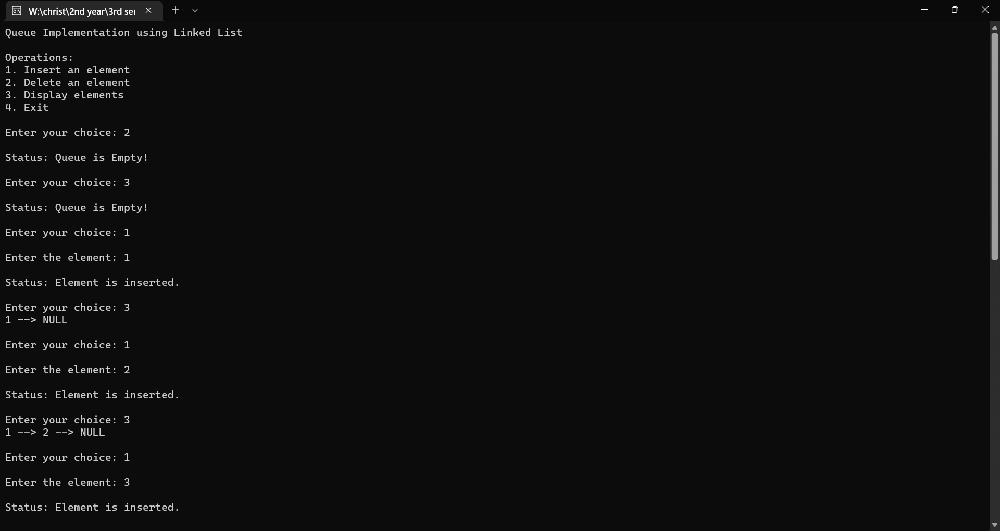 W:\christ\2nd year\3rd ser
Queue Implementation using Linked List
Operations:
1. Insert an element
2. Delete an element
3. Display elements
4. Exit
Enter your choice: 2
Status: Queue is Empty!
Enter your choice: 3
Status: Queue is Empty!
Enter your choice: 1
Enter the element: 1
Status: Element is inserted.
Enter your choice: 3
1 --> NULL
Enter your choice: 1
Enter the element: 2
Status: Element is inserted.
Enter your choice: 3
1 --> 2 --> NULL
Enter your choice: 1
Enter the element: 3
Status: Element is inserted.